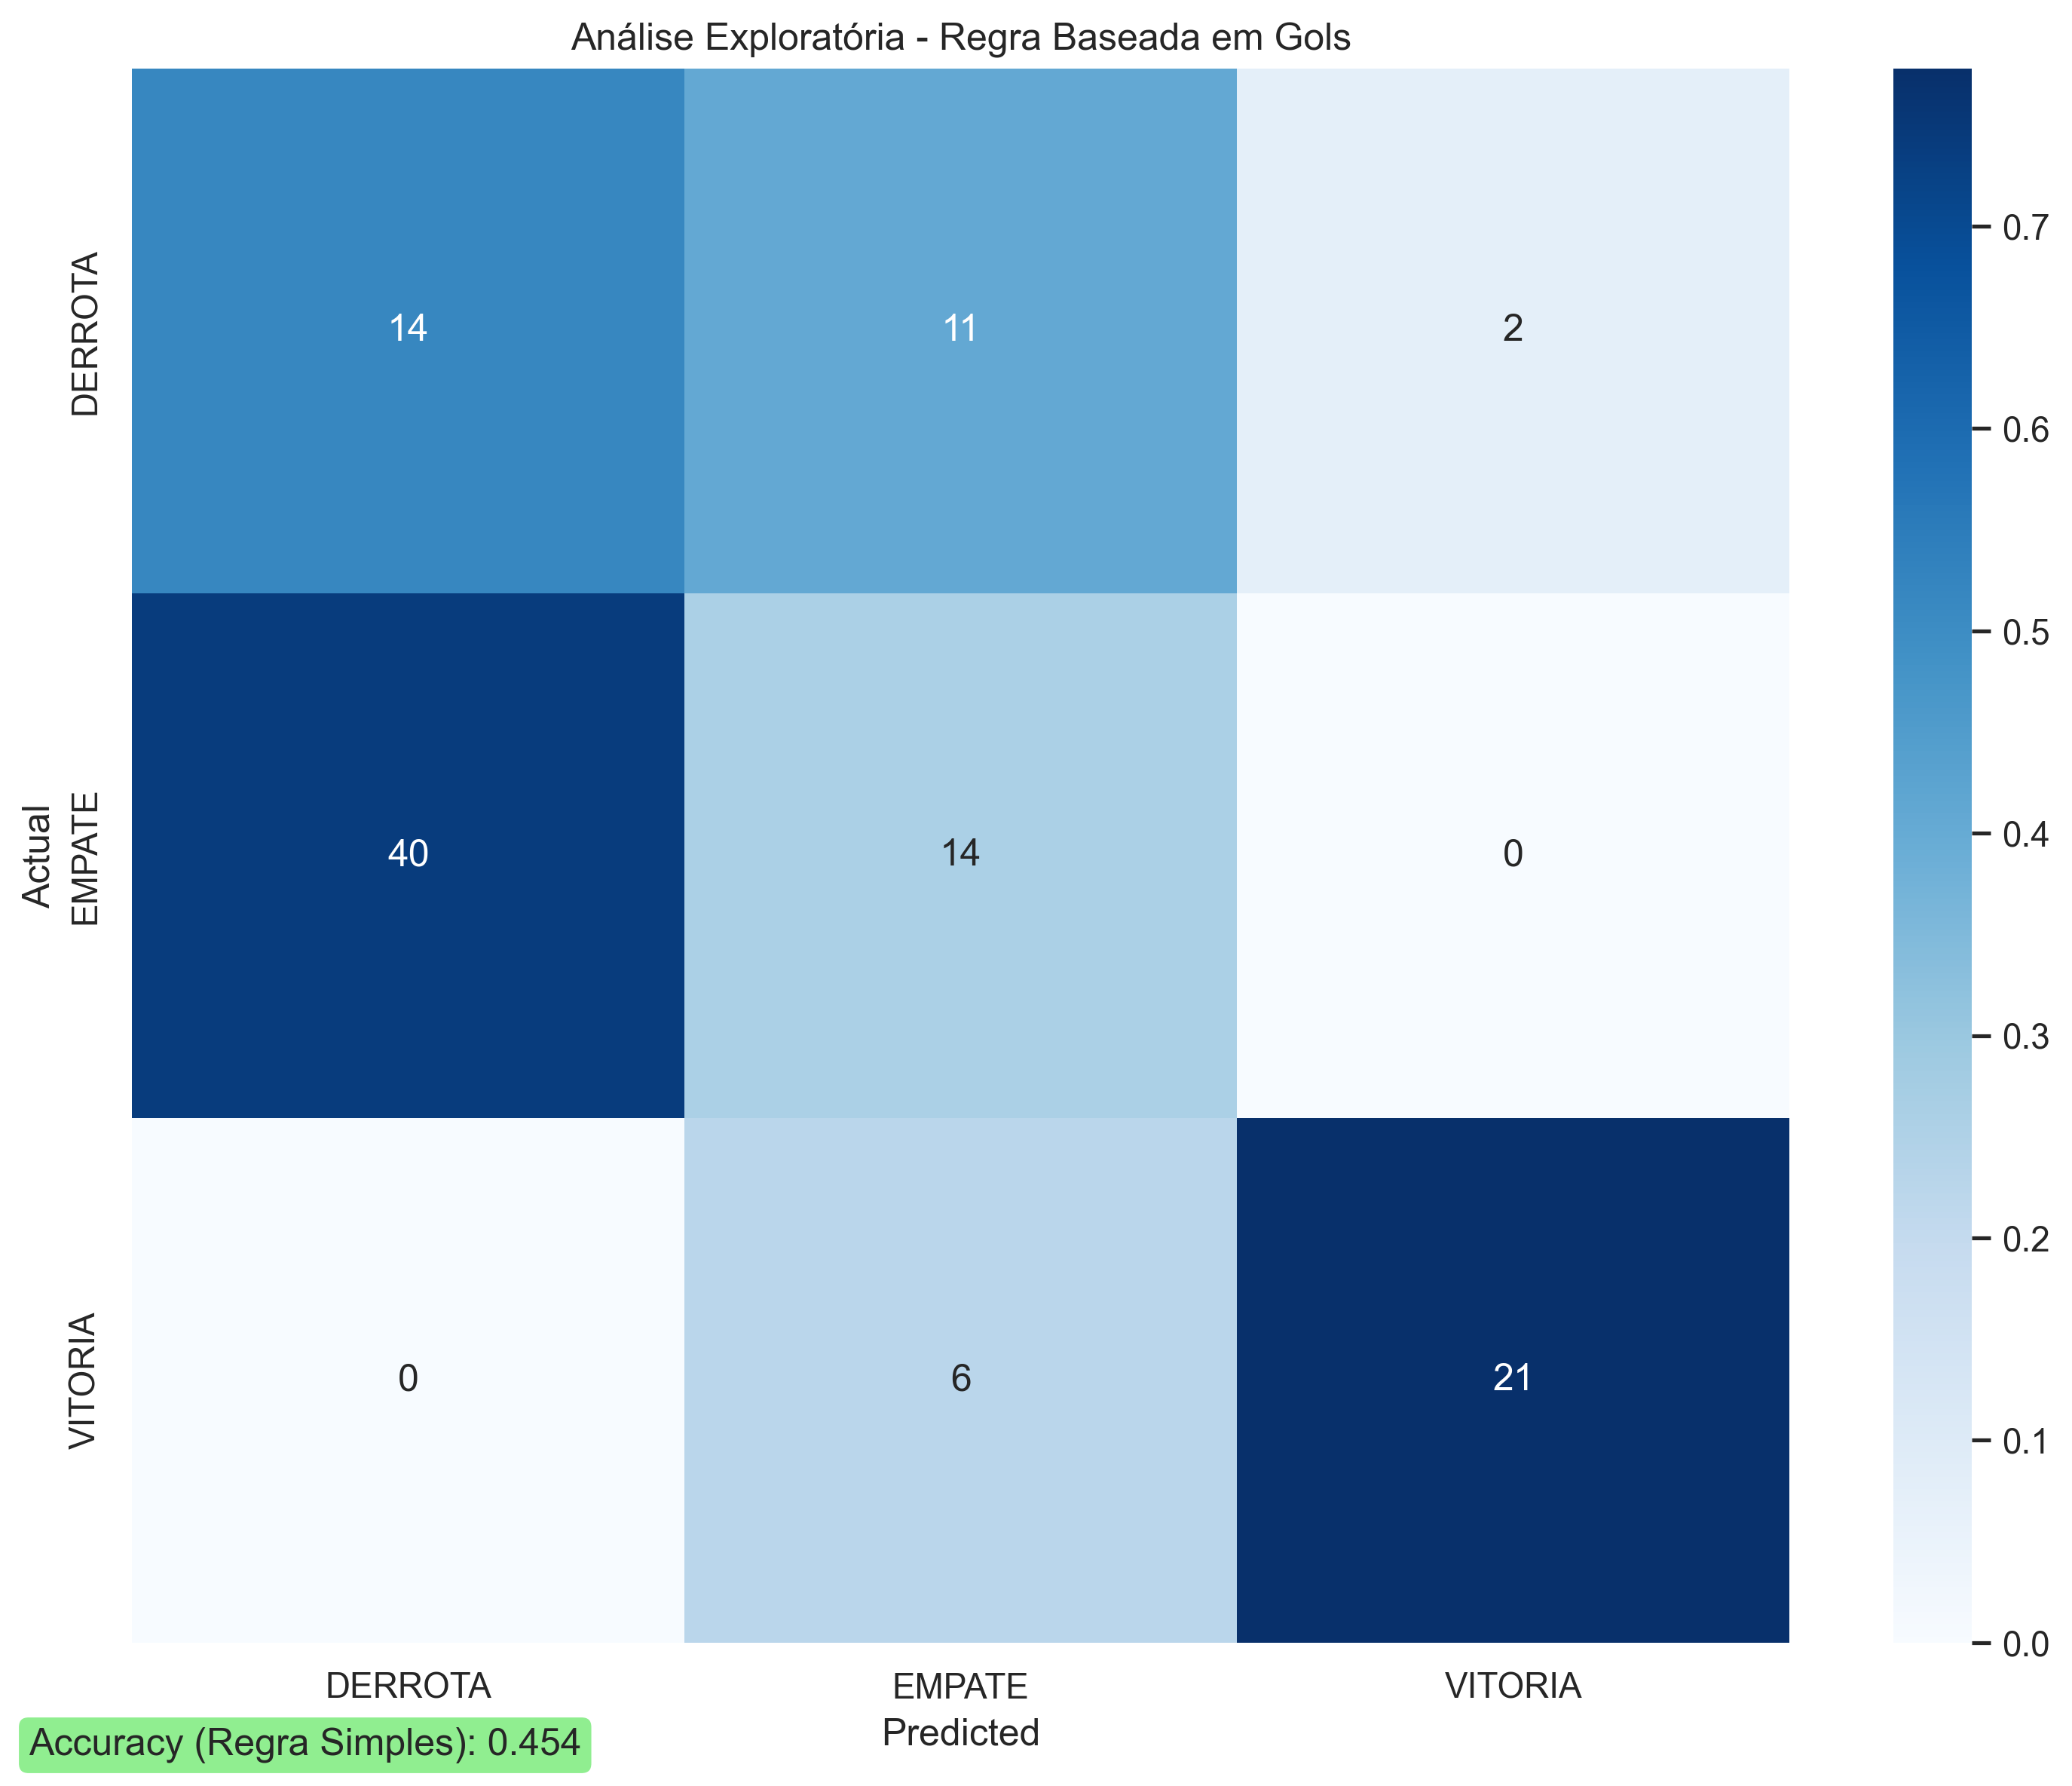 Análise Exploratória - Regra Baseada em Gols
Actual
DERROTA
EMPATE
VITORIA
14 11 2
40 14 0
0 6 21
DERROTA EMPATE VITORIA
Predicted
0.7
0.6
0.5
0.4
0.3
0.2
0.1
0.0
Accuracy (Regra Simples): 0.454